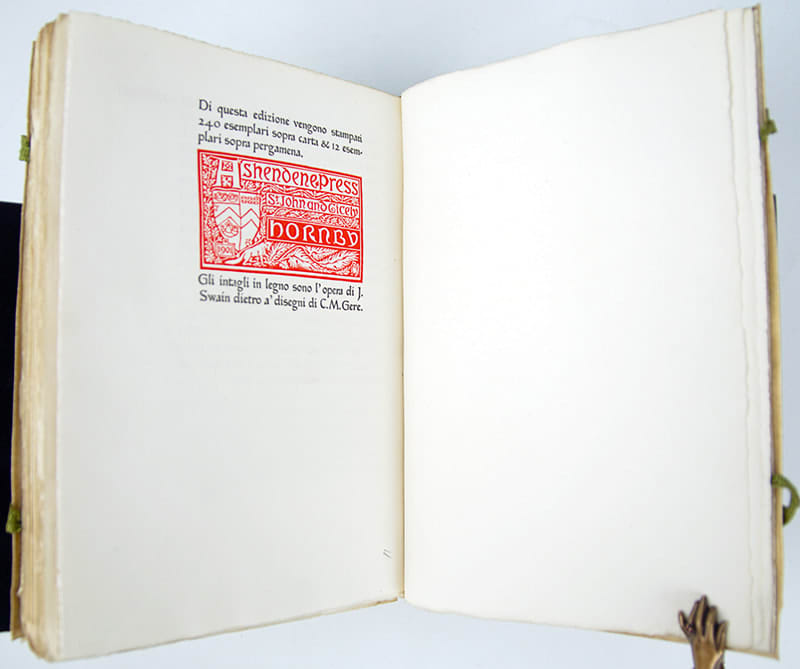 Di questa edizione vengono stampati
240 esemplari sopra carta & 12 esem-
plari sopra pergamena.
Ashendene Press
St. John and Cicely
HORNBY
1902
Gli intagli in legno sono l'opera di J.
Swain dietro a' disegni di C.M. Gere.